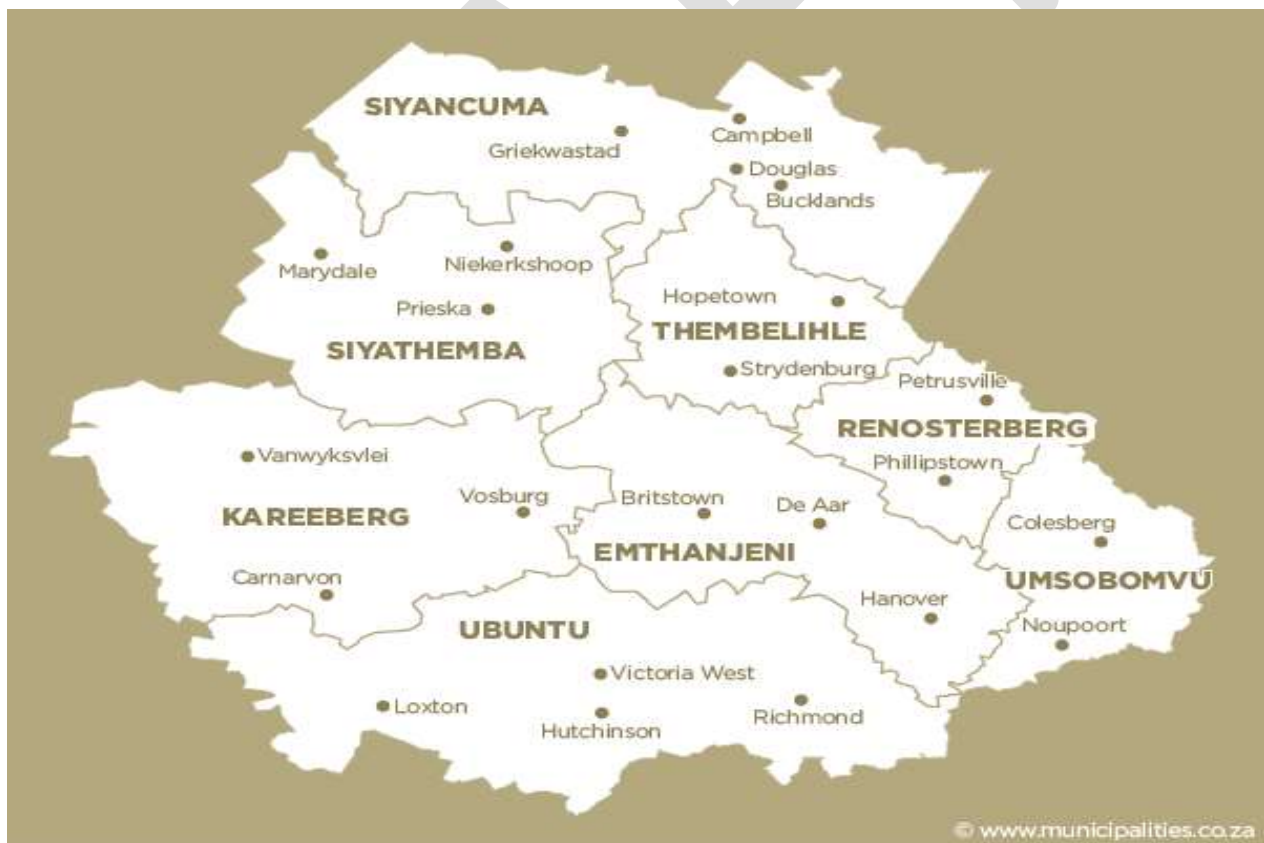 SIYANCUMA
Griekwastad
Campbell
Douglas
Bucklands
Marydale
Niekerkshoop
Prieska
SIYATHEMBA
Hopetown
THEMBELIHLE
Strydenburg
Petrusville
RENOSTERBERG
Phillipstown
Vanwyksvlei
Vosburg
KAREEBERG
Carnarvon
Britstown
De Aar
EMTHANJENI
Hanover
Colesberg
UMSOBOMVU
Noupoort
UBUNTU
Victoria West
Loxton
Hutchinson
Richmond
© www.municipalities.co.za